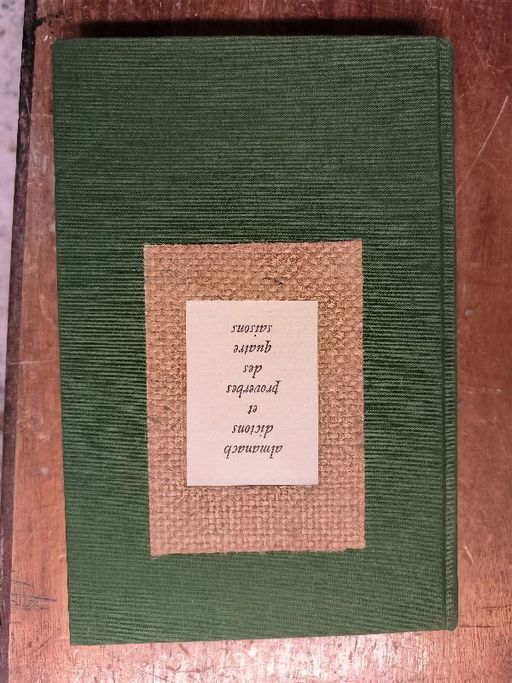 almanach
dictons
et
proverbes
des
quatre
saisons